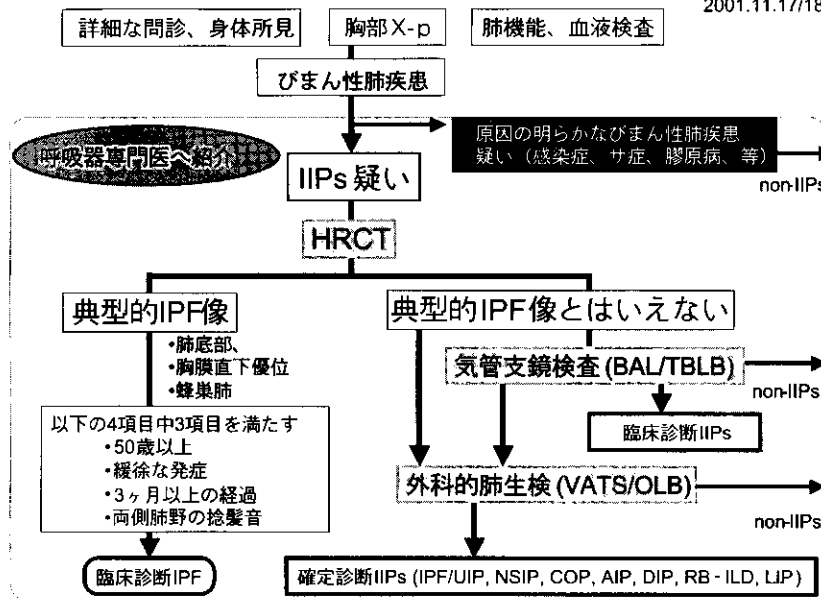 2001.11.17/18
詳細な問診、身体所見
胸部X-p
肺機能、血液検査
びまん性肺疾患
呼吸器専門医へ紹介
原因の明らかなびまん性肺疾患
疑い（感染症、サ症、膠原病、等）
non-IIPs
IIPs 疑い
HRCT
典型的IPF像
典型的IPF像とはいえない
•肺底部、
•胸膜直下優位
•蜂巣肺
気管支鏡検査 (BAL/TBLB)
non-IIPs
以下の4項目中3項目を満たす
•50歳以上
•緩徐な発症
•3ヶ月以上の経過
•両側肺野の捻髪音
臨床診断IIPs
外科的肺生検 (VATS/OLB)
non-IIPs
臨床診断IPF
確定診断IIPs (IPF/UIP, NSIP, COP, AIP, DIP, RB-ILD, LIP )